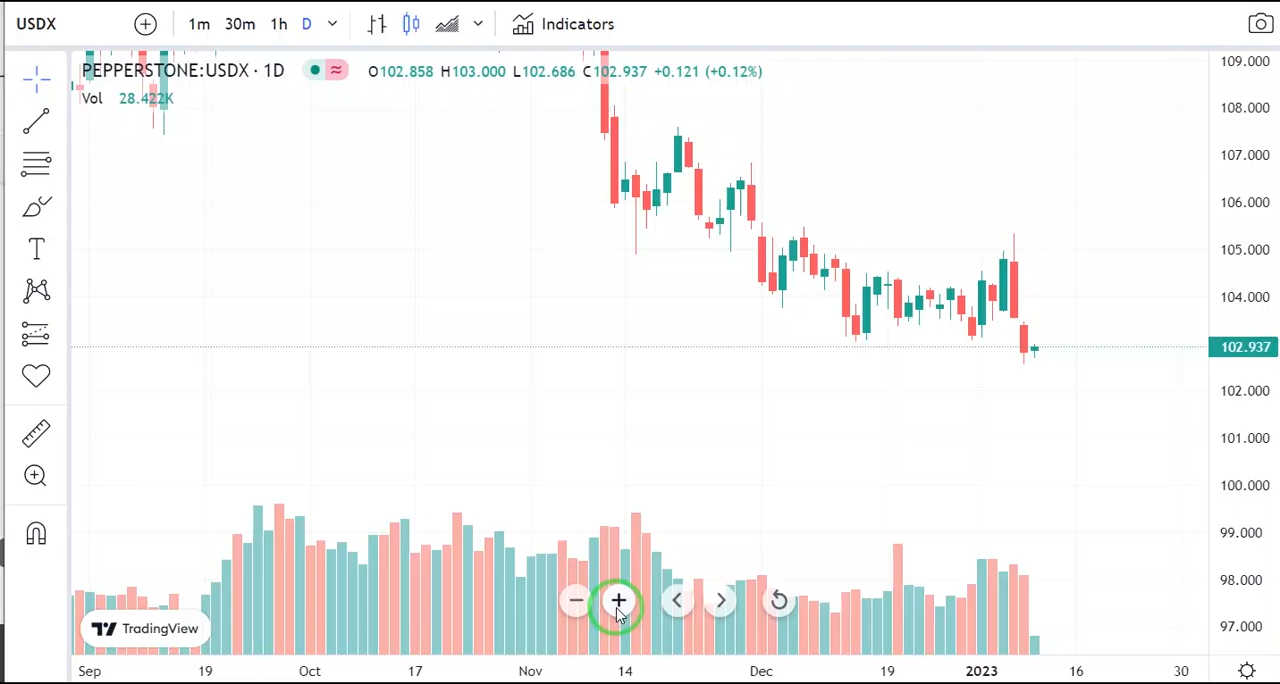 USDX 1m 30m 1h D Indicators
PEPPERSTONE:USDX · 1D ≈ O102.858 H103.000 L102.686 C102.937 +0.121 (+0.12%)
Vol 28.422K
109.000
108.000
107.000
106.000
105.000
104.000
102.937
102.000
101.000
100.000
99.000
98.000
97.000
TradingView
Sep 19 Oct 17 Nov 14 Dec 19 2023 16 30